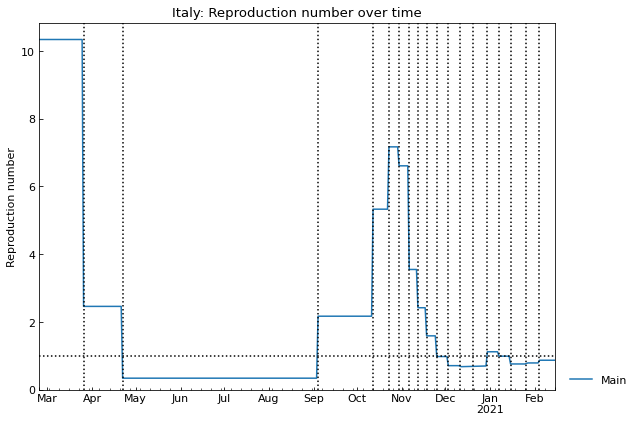 Italy: Reproduction number over time
Reproduction number
10
8
6
4
2
0
Mar Apr May Jun Jul Aug Sep Oct Nov Dec Jan Feb
2021
Main